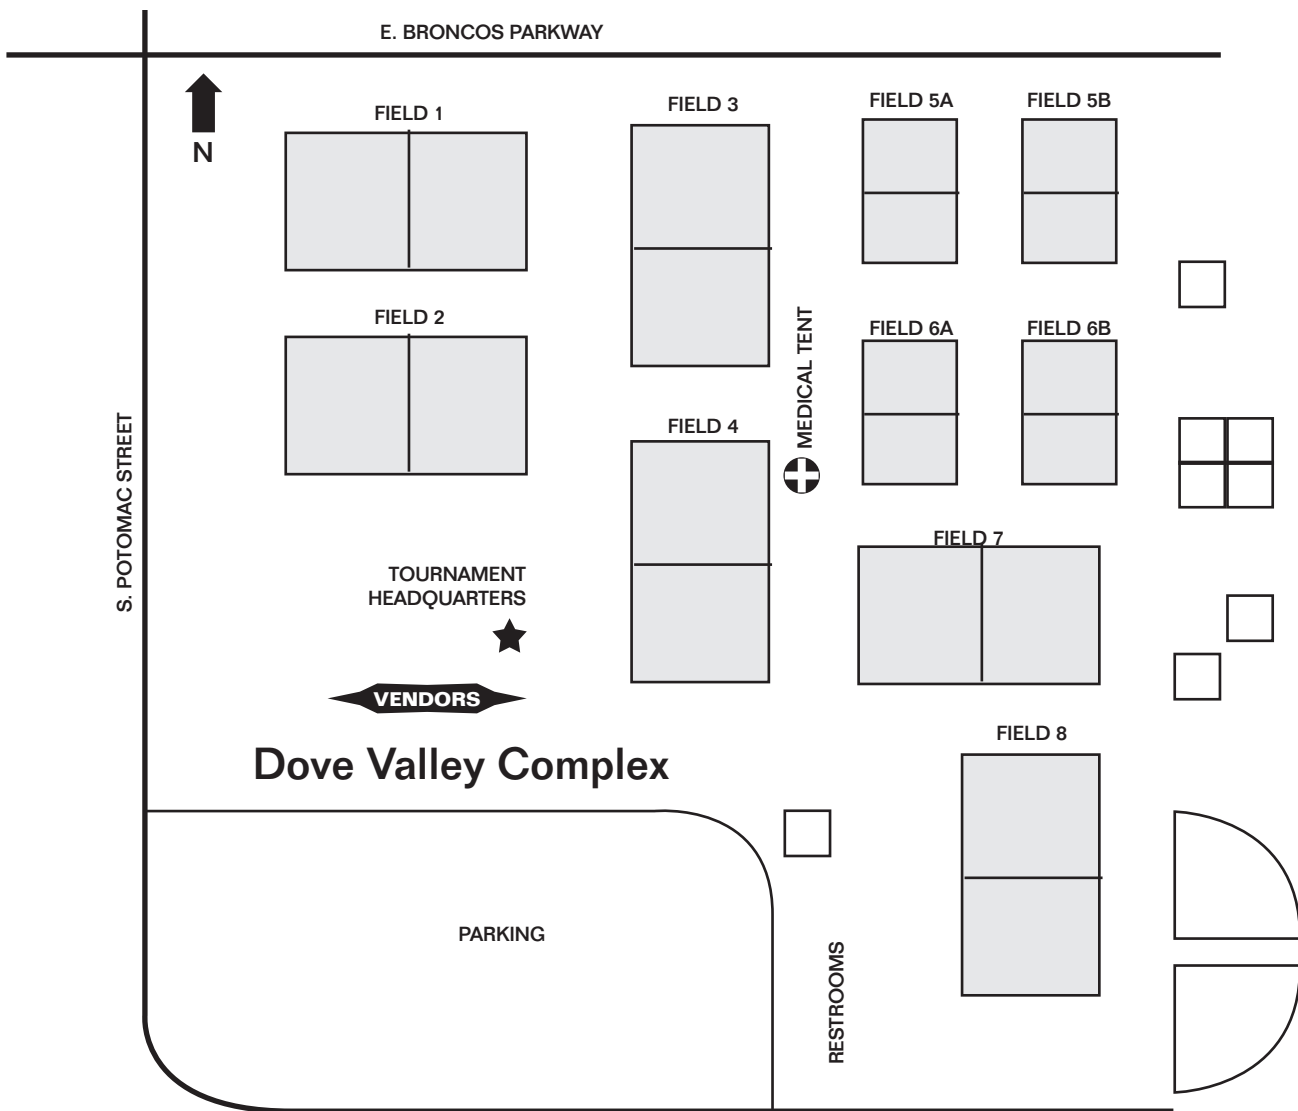 E. BRONCOS PARKWAY
N
FIELD 1
FIELD 3
FIELD 5A
FIELD 5B
FIELD 2
MEDICAL TENT
FIELD 6A
FIELD 6B
S. POTOMAC STREET
FIELD 4
FIELD 7
TOURNAMENT
HEADQUARTERS
VENDORS
FIELD 8
Dove Valley Complex
PARKING
RESTROOMS